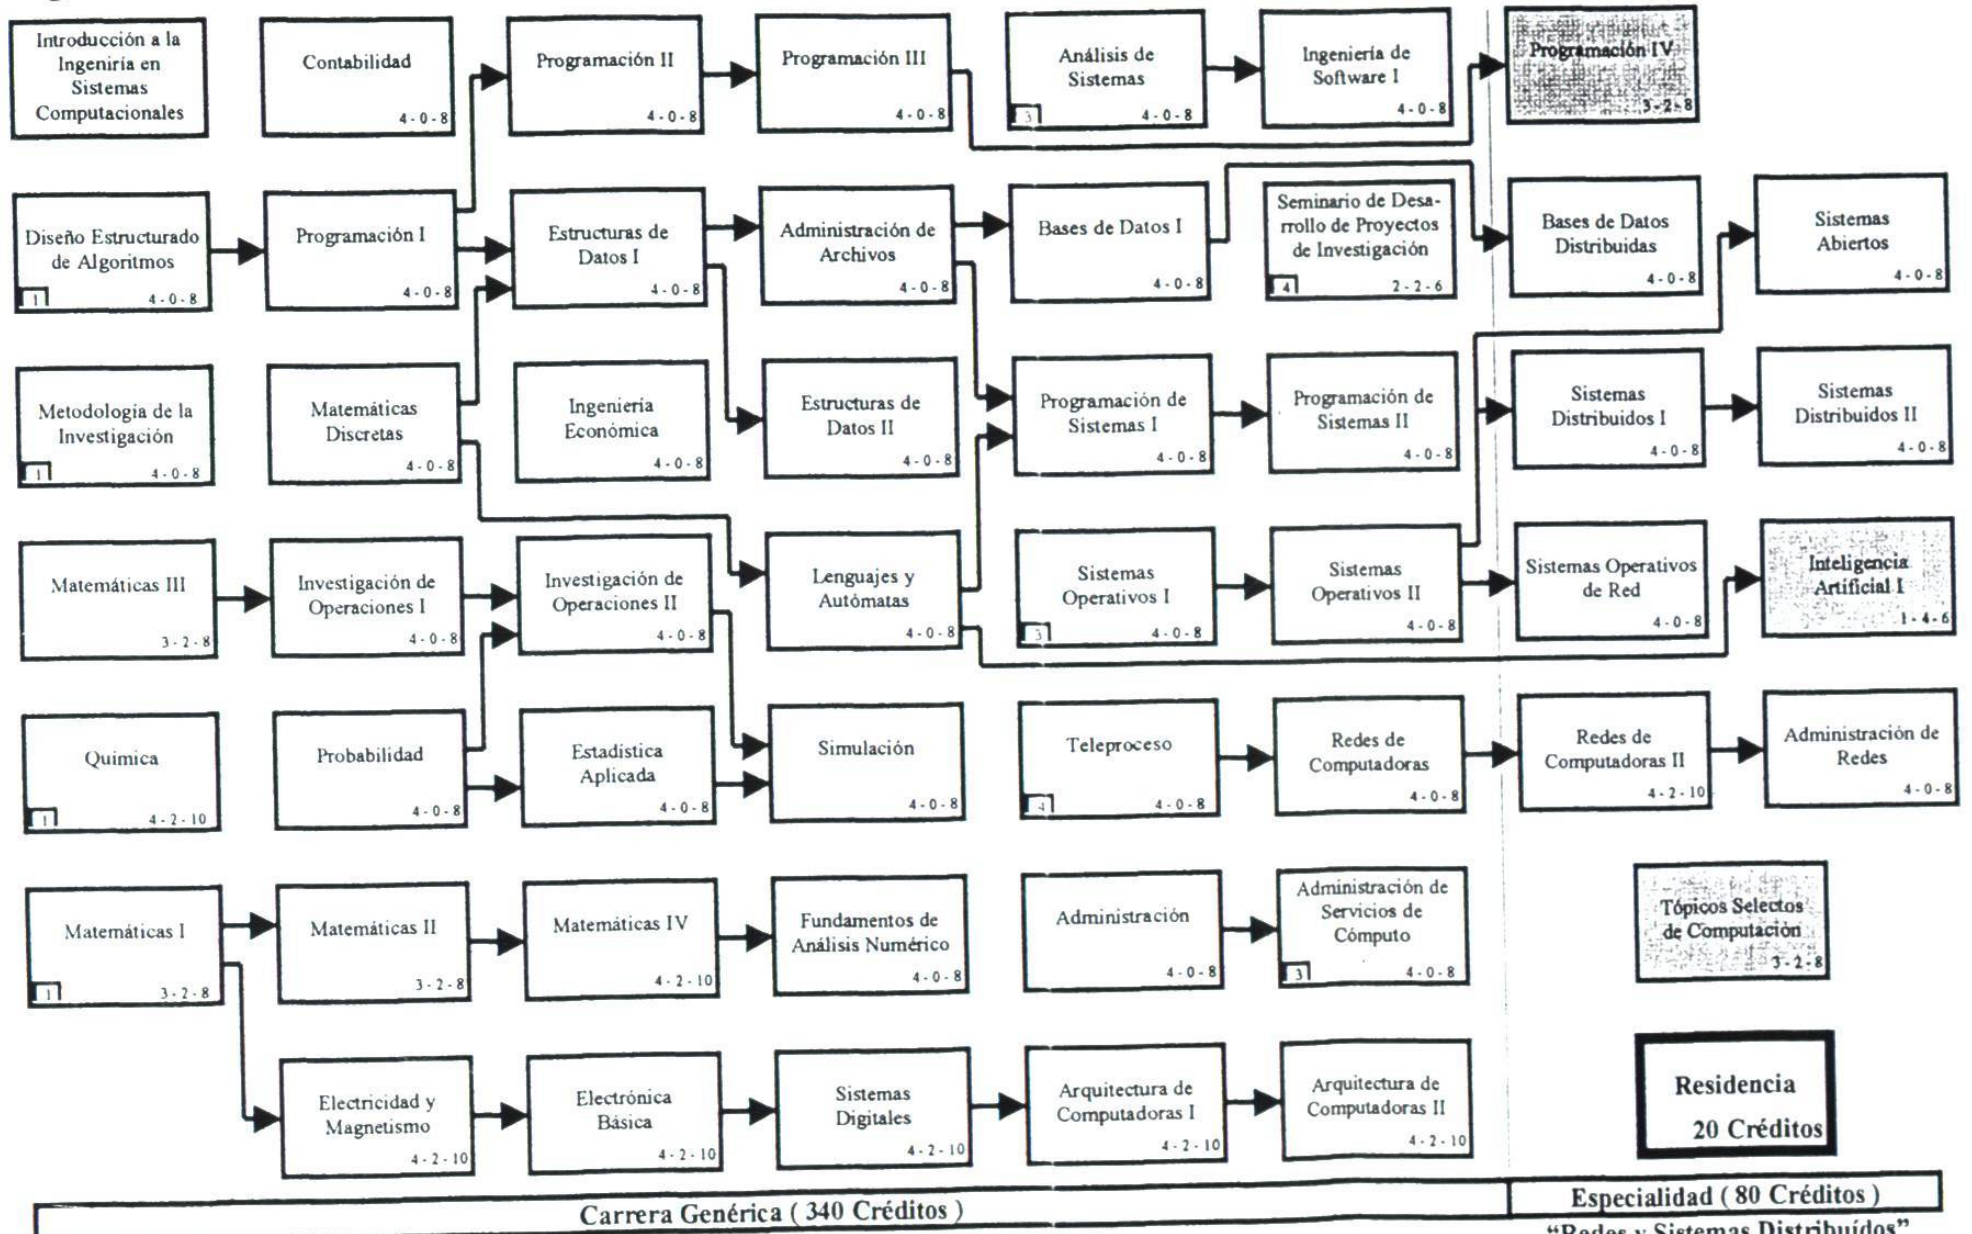 Introducción a la
Ingeniría en
Sistemas
Computacionales
Contabilidad
4 - 0 - 8
Programación II
4 - 0 - 8
Programación III
4 - 0 - 8
Análisis de
Sistemas
3
4 - 0 - 8
Ingeniería de
Software I
4 - 0 - 8
Programación IV
3 - 2 - 8
Diseño Estructurado
de Algoritmos
1
4 - 0 - 8
Programación I
4 - 0 - 8
Estructuras de
Datos I
4 - 0 - 8
Administración de
Archivos
4 - 0 - 8
Bases de Datos I
4 - 0 - 8
Seminario de Desa-
rrollo de Proyectos
de Investigación
4
2 - 2 - 6
Bases de Datos
Distribuidas
4 - 0 - 8
Sistemas
Abiertos
4 - 0 - 8
Metodología de la
Investigación
1
4 - 0 - 8
Matemáticas
Discretas
4 - 0 - 8
Ingeniería
Económica
4 - 0 - 8
Estructuras de
Datos II
4 - 0 - 8
Programación de
Sistemas I
4 - 0 - 8
Programación de
Sistemas II
4 - 0 - 8
Sistemas
Distribuidos I
4 - 0 - 8
Sistemas
Distribuidos II
4 - 0 - 8
Matemáticas III
3 - 2 - 8
Investigación de
Operaciones I
4 - 0 - 8
Investigación de
Operaciones II
4 - 0 - 8
Lenguajes y
Autómatas
4 - 0 - 8
Sistemas
Operativos I
3
4 - 0 - 8
Sistemas
Operativos II
4 - 0 - 8
Sistemas Operativos
de Red
4 - 0 - 8
Inteligencia
Artificial I
1 - 4 - 6
Química
1
4 - 2 - 10
Probabilidad
4 - 0 - 8
Estadística
Aplicada
4 - 0 - 8
Simulación
4 - 0 - 8
Teleproceso
4 - 0 - 8
Redes de
Computadoras
4 - 0 - 8
Redes de
Computadoras II
4 - 2 - 10
Administración de
Redes
4 - 0 - 8
Matemáticas I
1
3 - 2 - 8
Matemáticas II
3 - 2 - 8
Matemáticas IV
4 - 2 - 10
Fundamentos de
Análisis Numérico
4 - 0 - 8
Administración
4 - 0 - 8
Administración de
Servicios de
Cómputo
3
4 - 0 - 8
Tópicos Selectos
de Computación
3 - 2 - 8
Electricidad y
Magnetismo
4 - 2 - 10
Electrónica
Básica
4 - 2 - 10
Sistemas
Digitales
4 - 2 - 10
Arquitectura de
Computadoras I
4 - 2 - 10
Arquitectura de
Computadoras II
4 - 2 - 10
Residencia
20 Créditos
Carrera Genérica ( 340 Créditos )
Especialidad ( 80 Créditos )
“Redes y Sistemas Distribuídos”